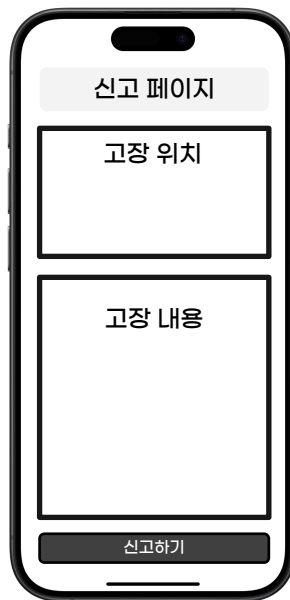 신고 페이지
고장 위치
고장 내용
신고하기